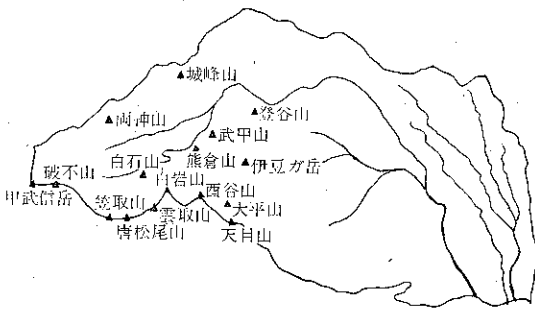 城峰山
両神山
登谷山
武甲山
熊倉山
伊豆ガ岳
白石山
白岩山
破不山
甲武信岳
酉谷山
笠取山
雲取山
大平山
唐松尾山
天目山